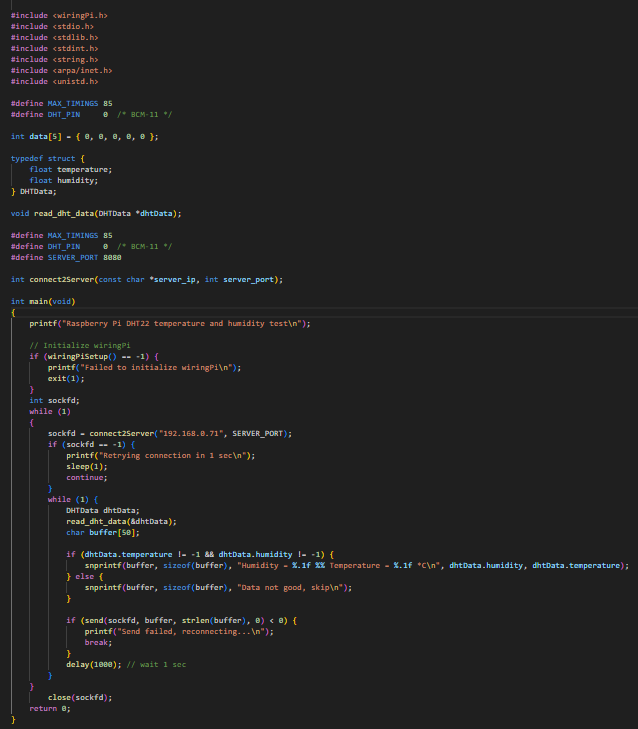 #include <wiringPi.h>
#include <stdio.h>
#include <stdlib.h>
#include <stdint.h>
#include <string.h>
#include <arpa/inet.h>
#include <unistd.h>
#define MAX_TIMINGS 85
#define DHT_PIN     0  /* BCM-11 */
int data[5] = { 0, 0, 0, 0, 0 };
typedef struct {
    float temperature;
    float humidity;
} DHTData;
void read_dht_data(DHTData *dhtData);
#define MAX_TIMINGS 85
#define DHT_PIN     0  /* BCM-11 */
#define SERVER_PORT 8080
int connect2Server(const char *server_ip, int server_port);
int main(void)
{
    printf("Raspberry Pi DHT22 temperature and humidity test\n");
    // Initialize wiringPi
    if (wiringPiSetup() == -1) {
        printf("Failed to initialize wiringPi\n");
        exit(1);
    }
    int sockfd;
    while (1)
    {
        sockfd = connect2Server("192.168.0.71", SERVER_PORT);
        if (sockfd == -1) {
            printf("Retrying connection in 1 sec\n");
            sleep(1);
            continue;
        }
        while (1) {
            DHTData dhtData;
            read_dht_data(&dhtData);
            char buffer[50];
            if (dhtData.temperature != -1 && dhtData.humidity != -1) {
                snprintf(buffer, sizeof(buffer), "Humidity = %.1f %% Temperature = %.1f *C\n", dhtData.humidity, dhtData.temperature);
            } else {
                snprintf(buffer, sizeof(buffer), "Data not good, skip\n");
            }
            if (send(sockfd, buffer, strlen(buffer), 0) < 0) {
                printf("Send failed, reconnecting...\n");
                break;
            }
            delay(1000); // wait 1 sec
        }
    }
        close(sockfd);
    return 0;
}